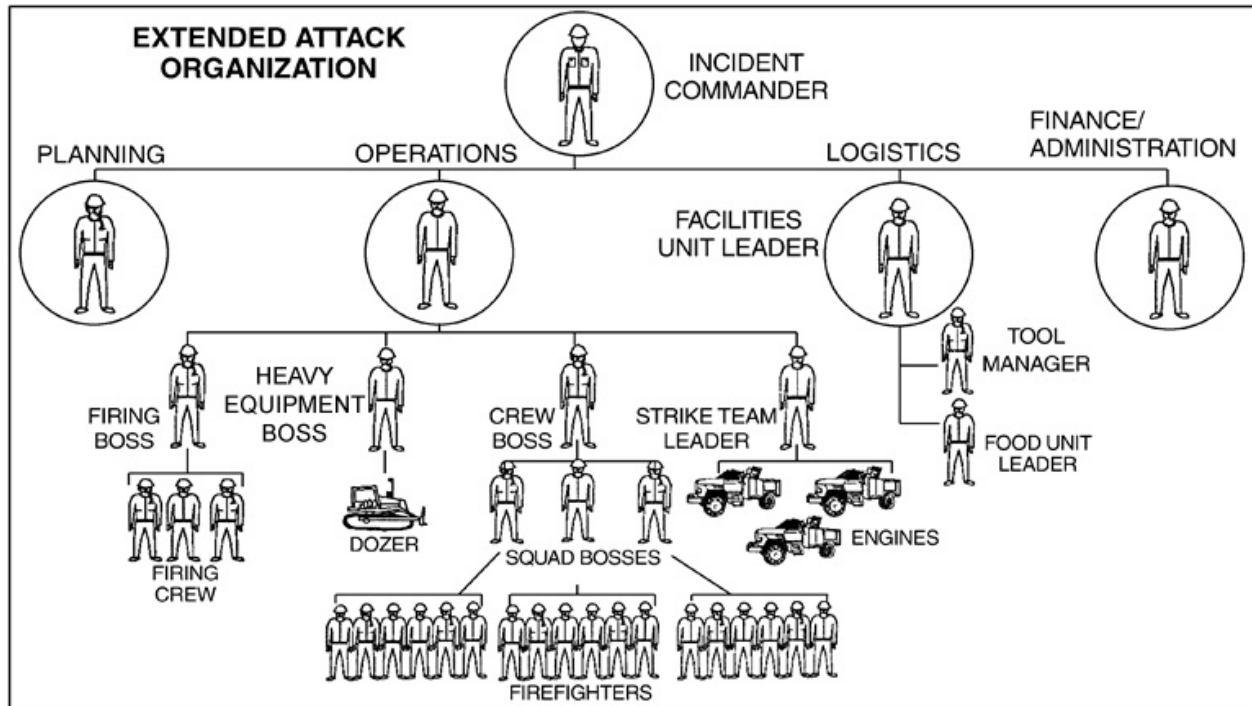 EXTENDED ATTACK
ORGANIZATION
INCIDENT
COMMANDER
PLANNING
OPERATIONS
LOGISTICS
FINANCE/
ADMINISTRATION
FACILITIES
UNIT LEADER
TOOL
MANAGER
FOOD UNIT
LEADER
FIRING
BOSS
HEAVY
EQUIPMENT
BOSS
CREW
BOSS
STRIKE TEAM
LEADER
FIRING
CREW
DOZER
SQUAD BOSSES
ENGINES
FIREFIGHTERS